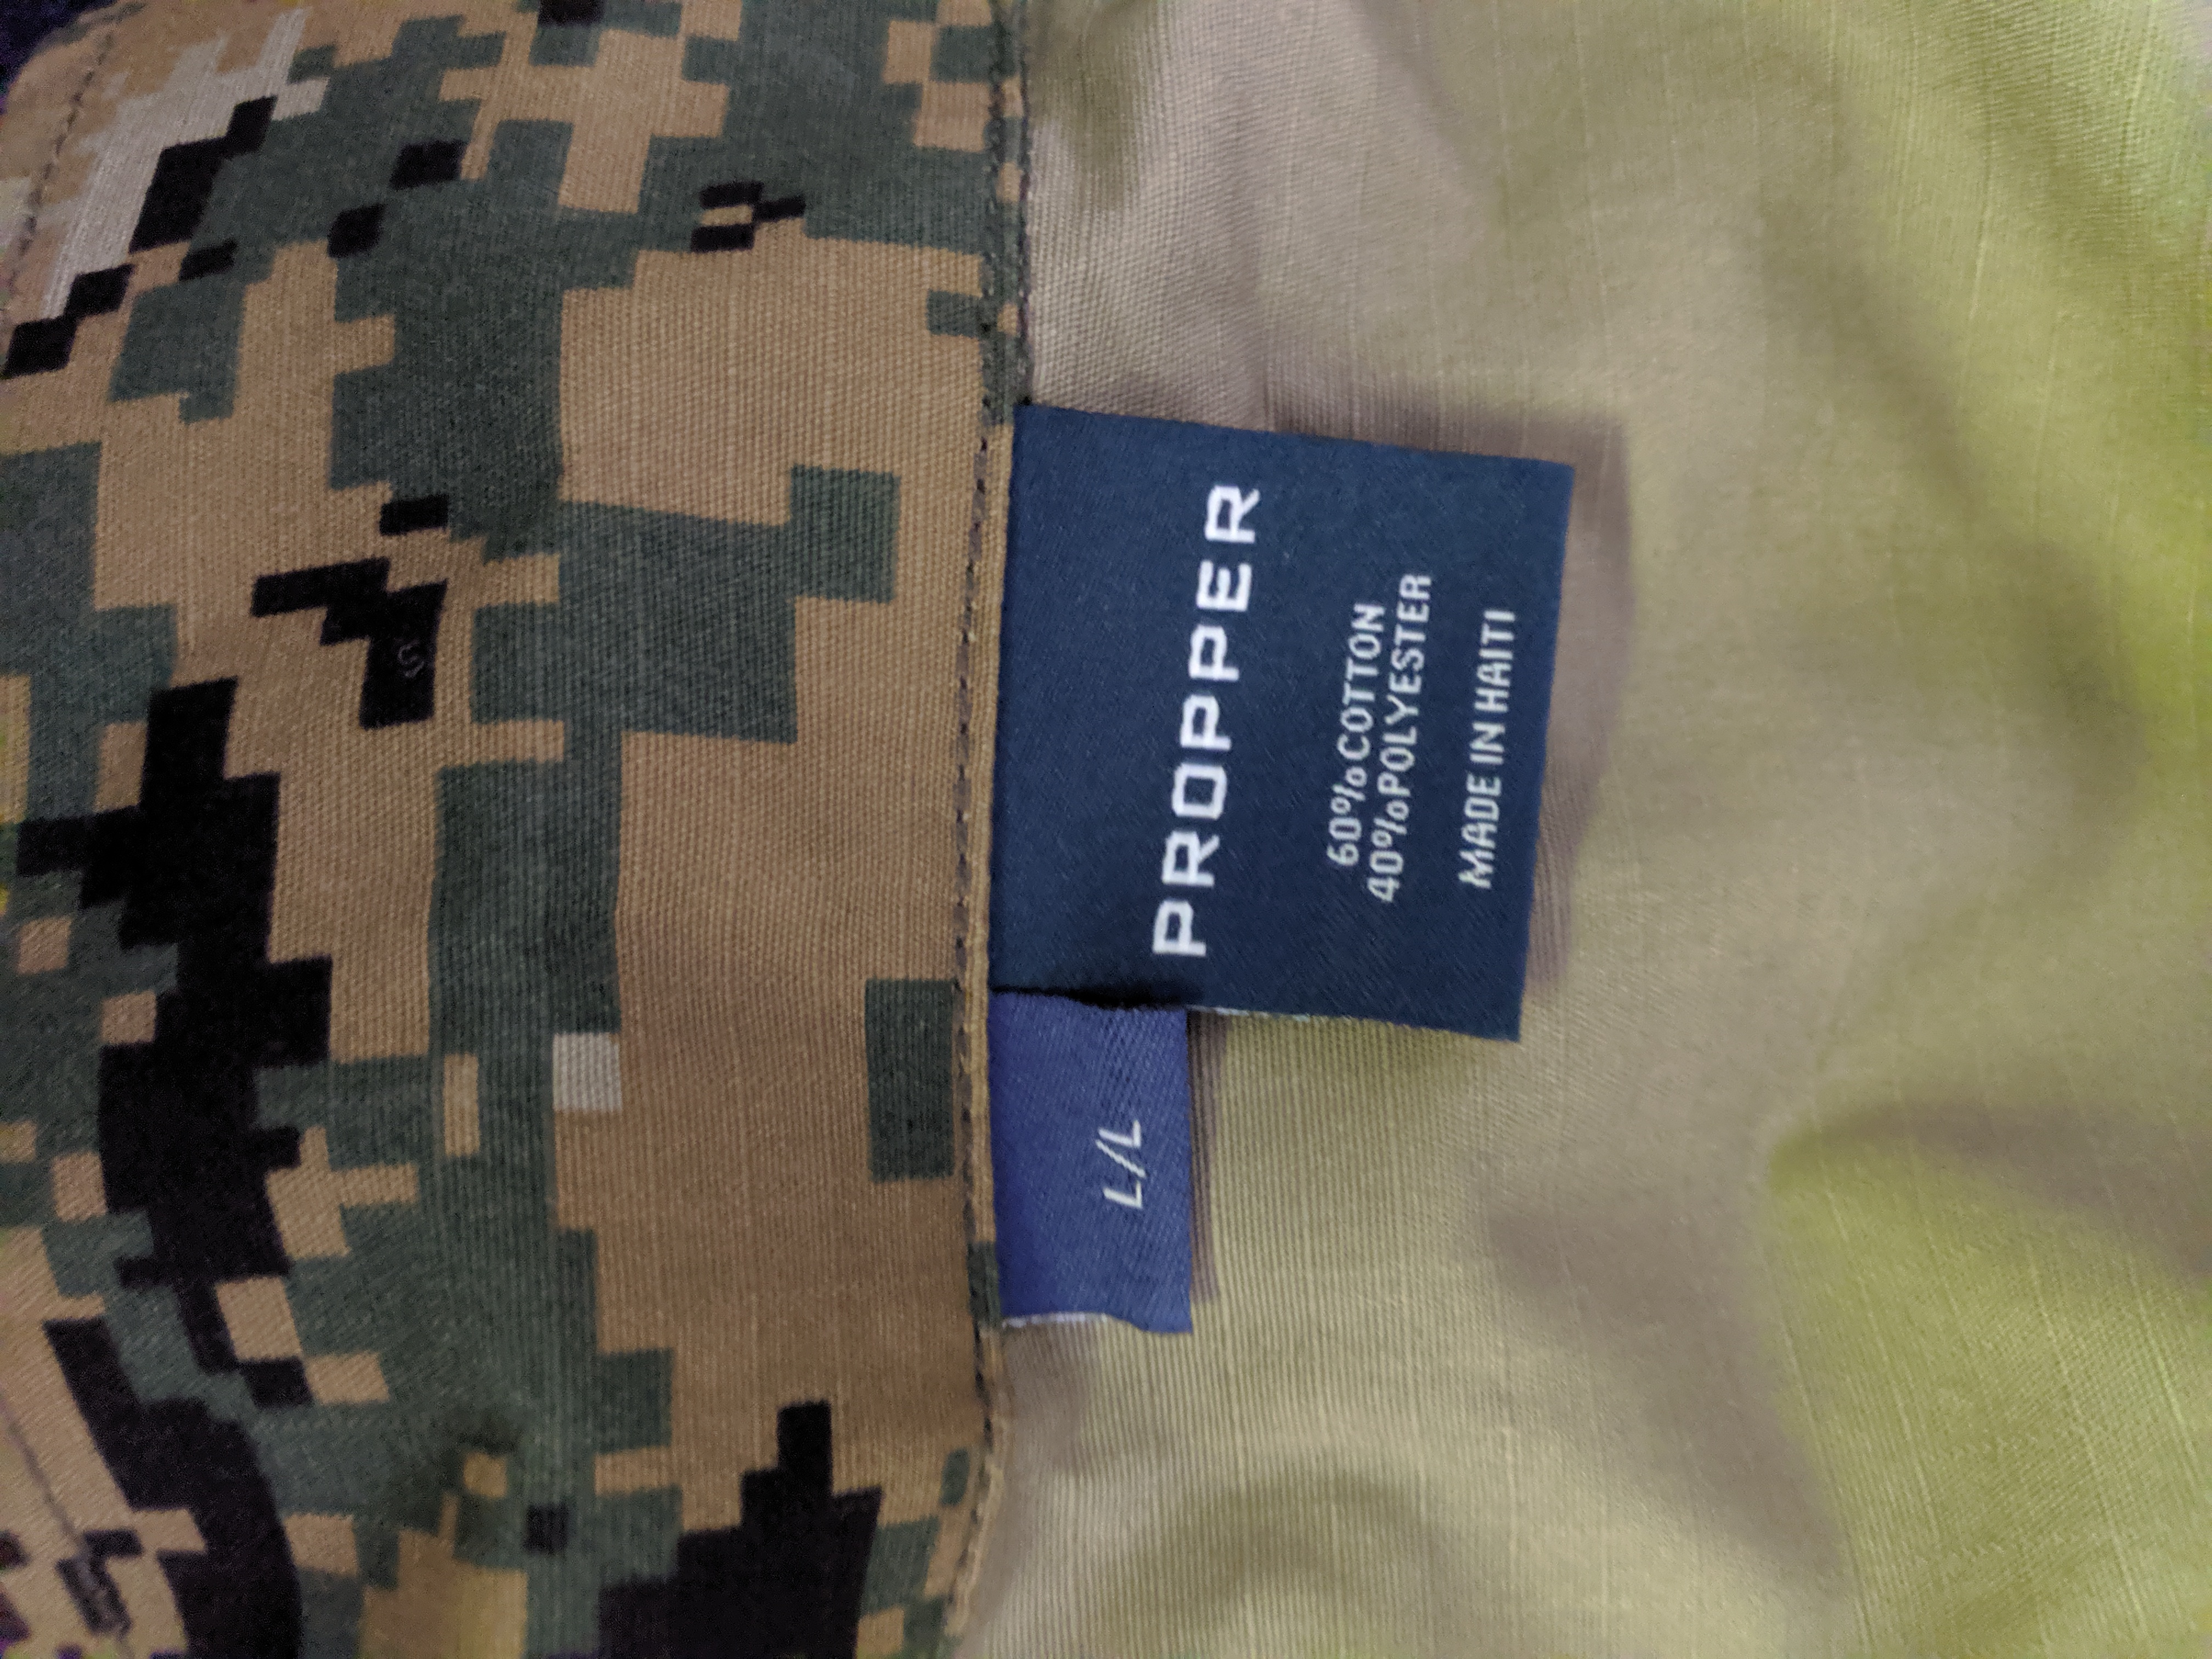 PROPPER
60%COTTON
40%POLYESTER
MADE IN HAITI
L/L